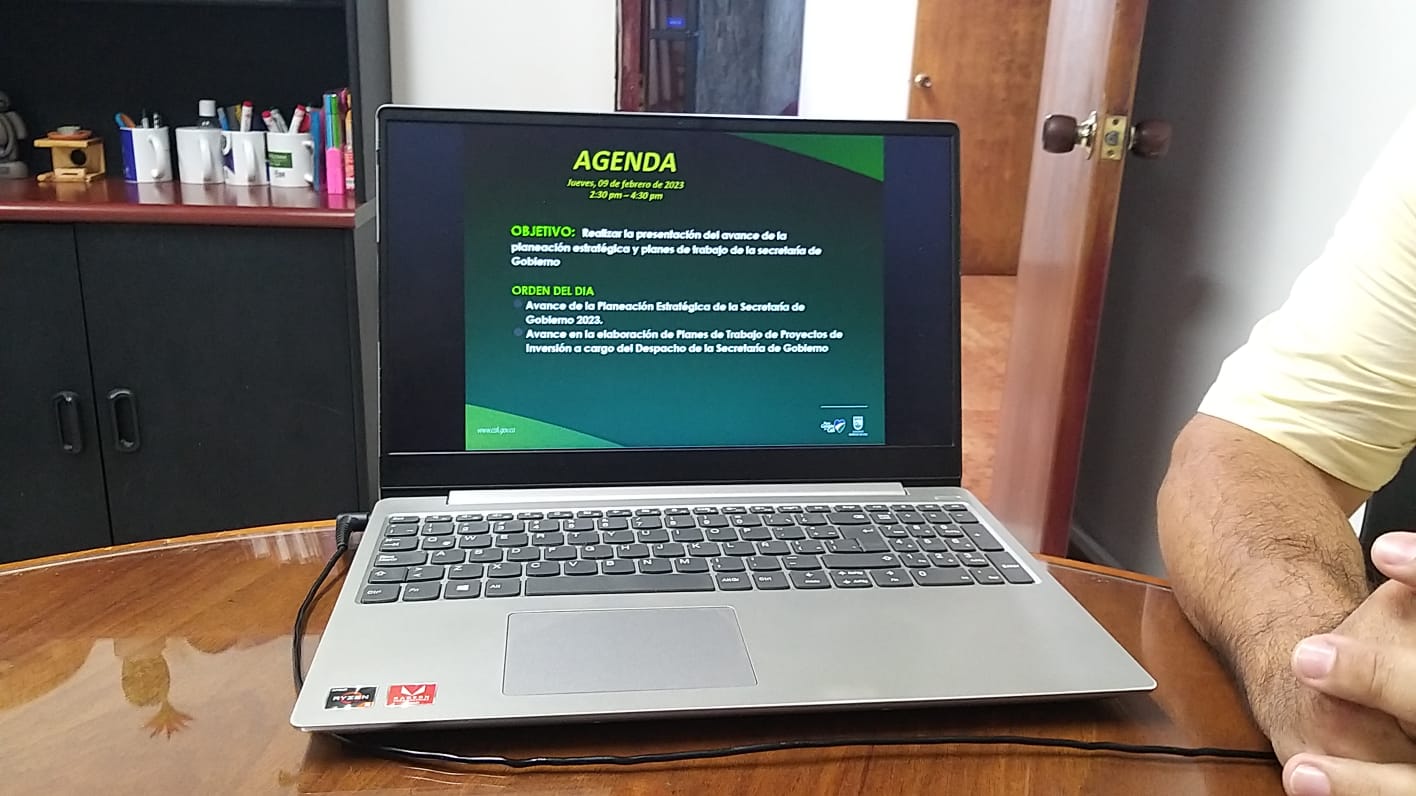 AGENDA
Jueves, 09 de febrero de 2023
2:30 pm – 4:30 pm
OBJETIVO: Realizar la presentación del avance de la
planeación estratégica y planes de trabajo de la secretaría de
Gobierno
ORDEN DEL DIA
Avance de la Planeación Estratégica de la Secretaría de
Gobierno 2023.
Avance en la elaboración de Planes de Trabajo de Proyectos de
Inversión a cargo del Despacho de la Secretaría de Gobierno
www.cali.gov.co
RYZEN
RADEON